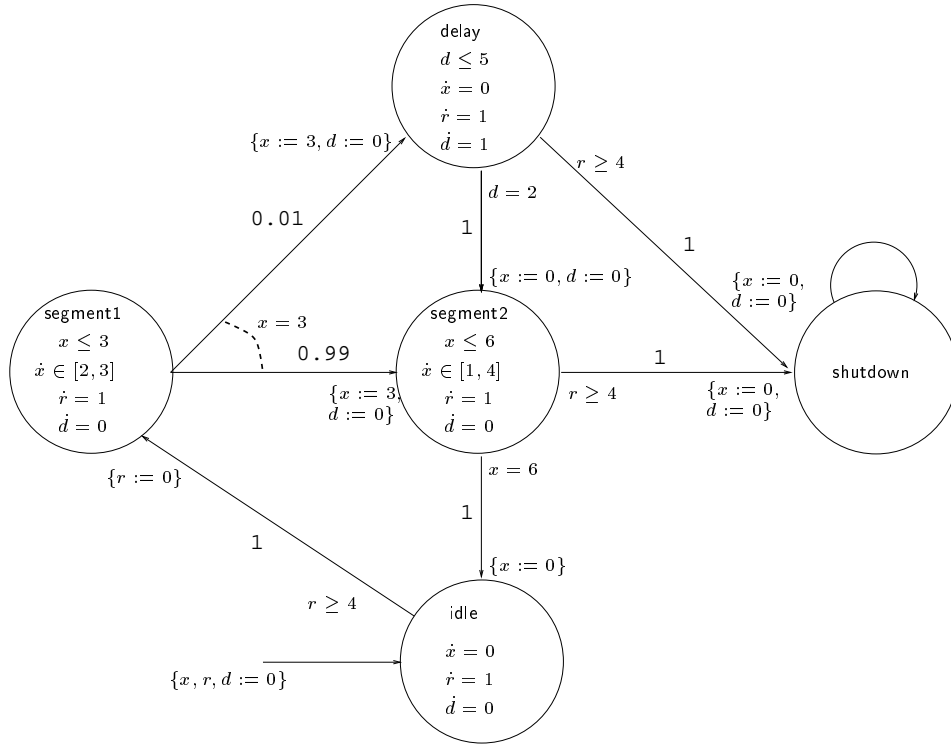 delay
d ≤ 5
ẋ = 0
ṙ = 1
ḋ = 1
{x := 3, d := 0}
r ≥ 4
0.01
d = 2
1
1
{x := 0, d := 0}
{x := 0,
d := 0}
segment1
x ≤ 3
ẋ ∈ [2, 3]
ṙ = 1
ḋ = 0
x = 3
0.99
{x := 3,
d := 0}
segment2
x ≤ 6
ẋ ∈ [1, 4]
ṙ = 1
ḋ = 0
1
r ≥ 4
{x := 0,
d := 0}
shutdown
{r := 0}
x = 6
1
1
{x := 0}
r ≥ 4
idle
ẋ = 0
ṙ = 1
ḋ = 0
{x, r, d := 0}